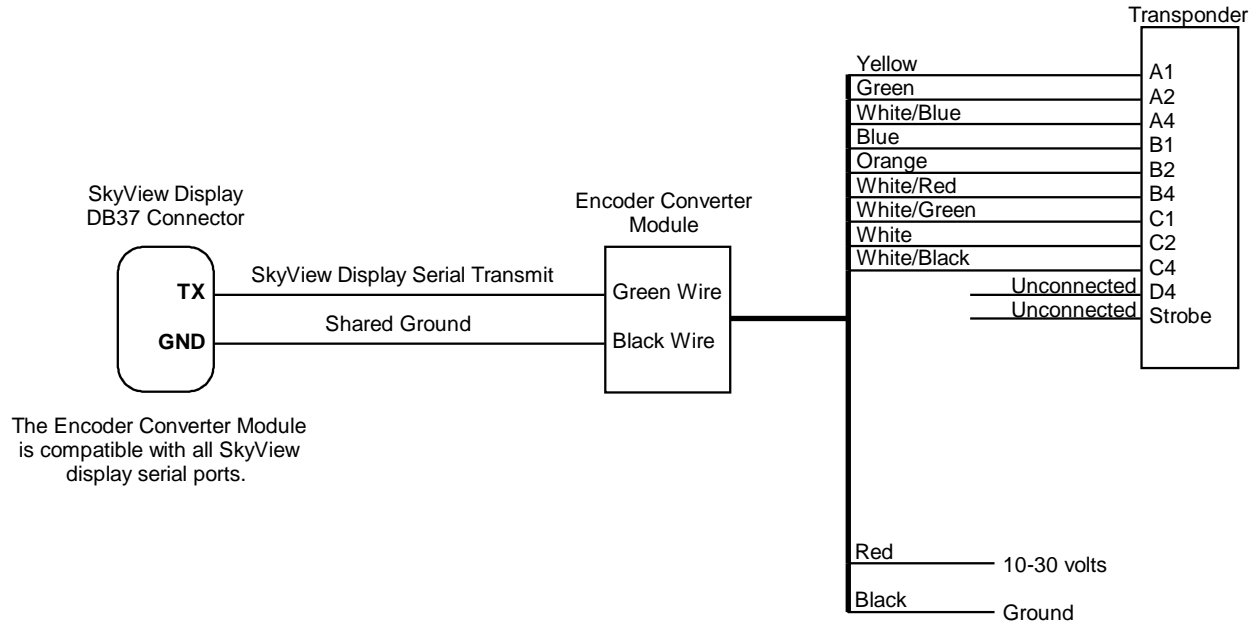 SkyView Display
DB37 Connector
TX
GND
The Encoder Converter Module
is compatible with all SkyView
display serial ports.
SkyView Display Serial Transmit
Shared Ground
Encoder Converter
Module
Green Wire
Black Wire
Transponder
Yellow
A1
Green
A2
White/Blue
A4
Blue
B1
Orange
B2
White/Red
B4
White/Green
C1
White
C2
White/Black
C4
Unconnected
D4
Unconnected
Strobe
Red
10-30 volts
Black
Ground